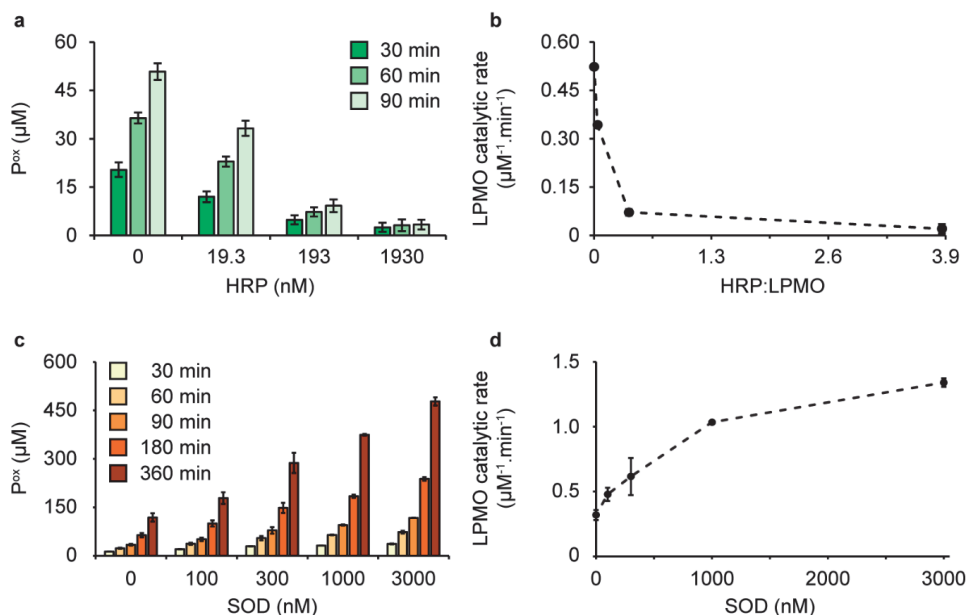 a
60
45
30
15
0
Pᵒˣ (µM)
30 min
60 min
90 min
0 19.3 193 1930
HRP (nM)
b
0.60
0.45
0.30
0.15
0.00
LPMO catalytic rate
(µM⁻¹.min⁻¹)
0 1.3 2.6 3.9
HRP:LPMO
c
600
450
300
150
0
Pᵒˣ (µM)
30 min
60 min
90 min
180 min
360 min
0 100 300 1000 3000
SOD (nM)
d
1.5
1.0
0.5
0.0
LPMO catalytic rate
(µM⁻¹.min⁻¹)
0 1000 2000 3000
SOD (nM)